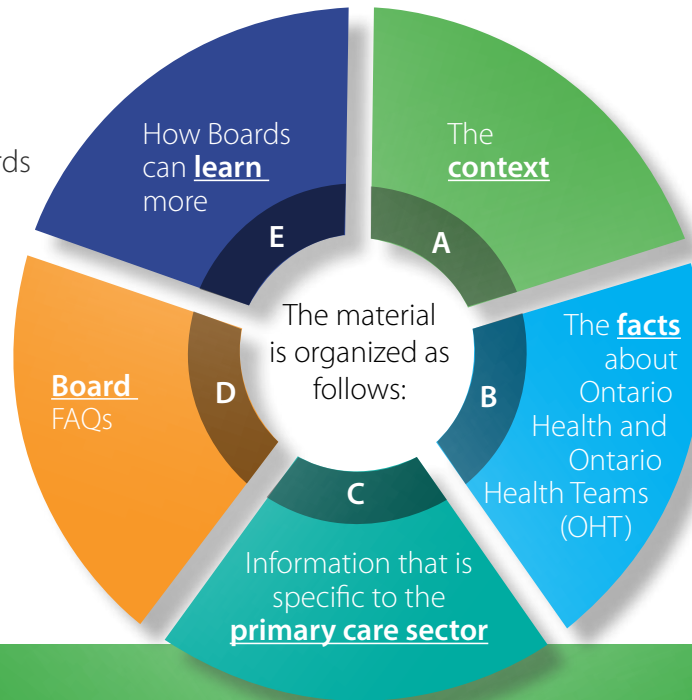 rds
The material
is organized as
follows:
A
The
context
B
The facts
about
Ontario
Health and
Ontario
Health Teams
(OHT)
C
Information that is
specific to the
primary care sector
D
Board
FAQs
E
How Boards
can learn
more